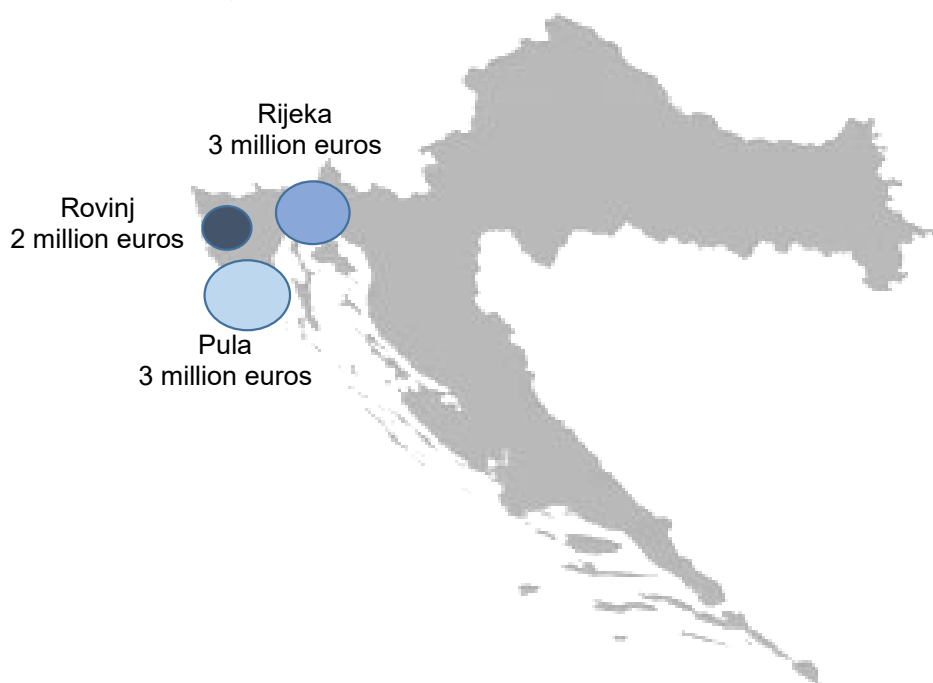 Rijeka
3 million euros
Rovinj
2 million euros
Pula
3 million euros